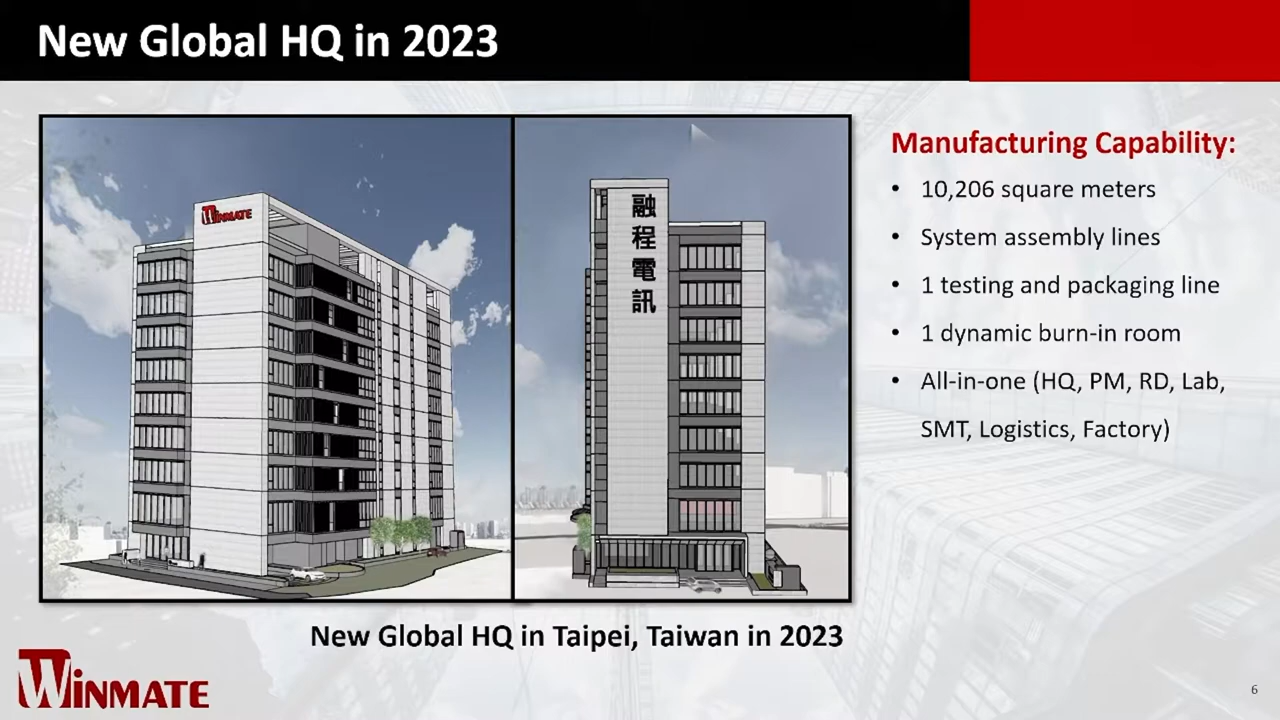 New Global HQ in 2023
WINMATE
融
程
電
訊
Manufacturing Capability:
• 10,206 square meters
• System assembly lines
• 1 testing and packaging line
• 1 dynamic burn-in room
• All-in-one (HQ, PM, RD, Lab,
SMT, Logistics, Factory)
New Global HQ in Taipei, Taiwan in 2023
WINMATE
6